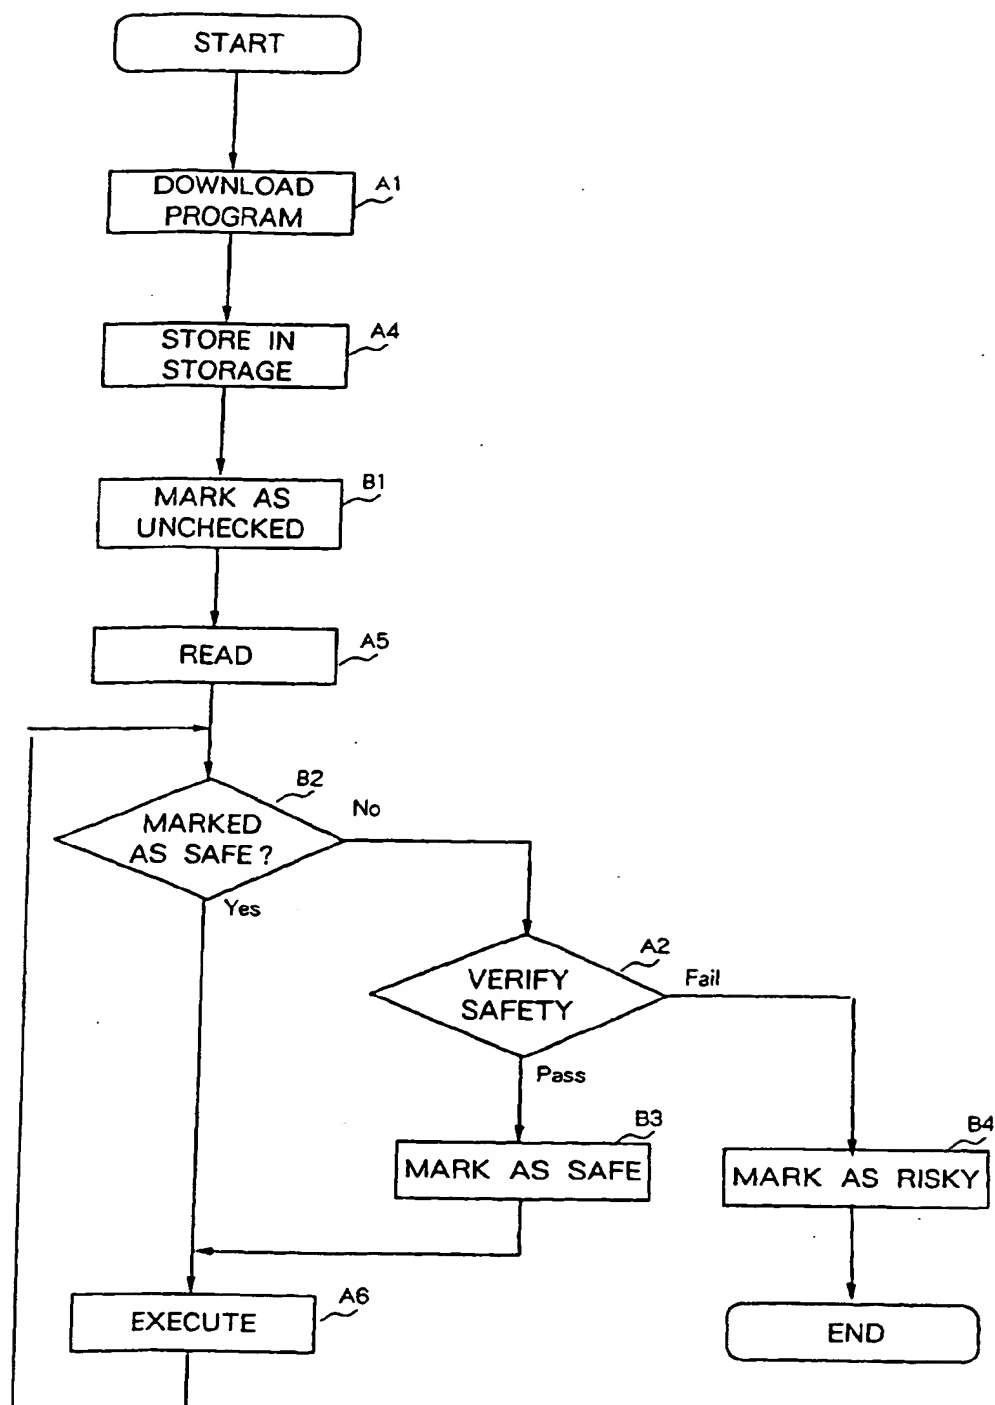 START
DOWNLOAD
PROGRAM
A1
STORE IN
STORAGE
A4
MARK AS
UNCHECKED
B1
READ
A5
B2
MARKED
AS SAFE?
No
Yes
A2
VERIFY
SAFETY
Fail
Pass
B3
MARK AS SAFE
B4
MARK AS RISKY
EXECUTE
A6
END